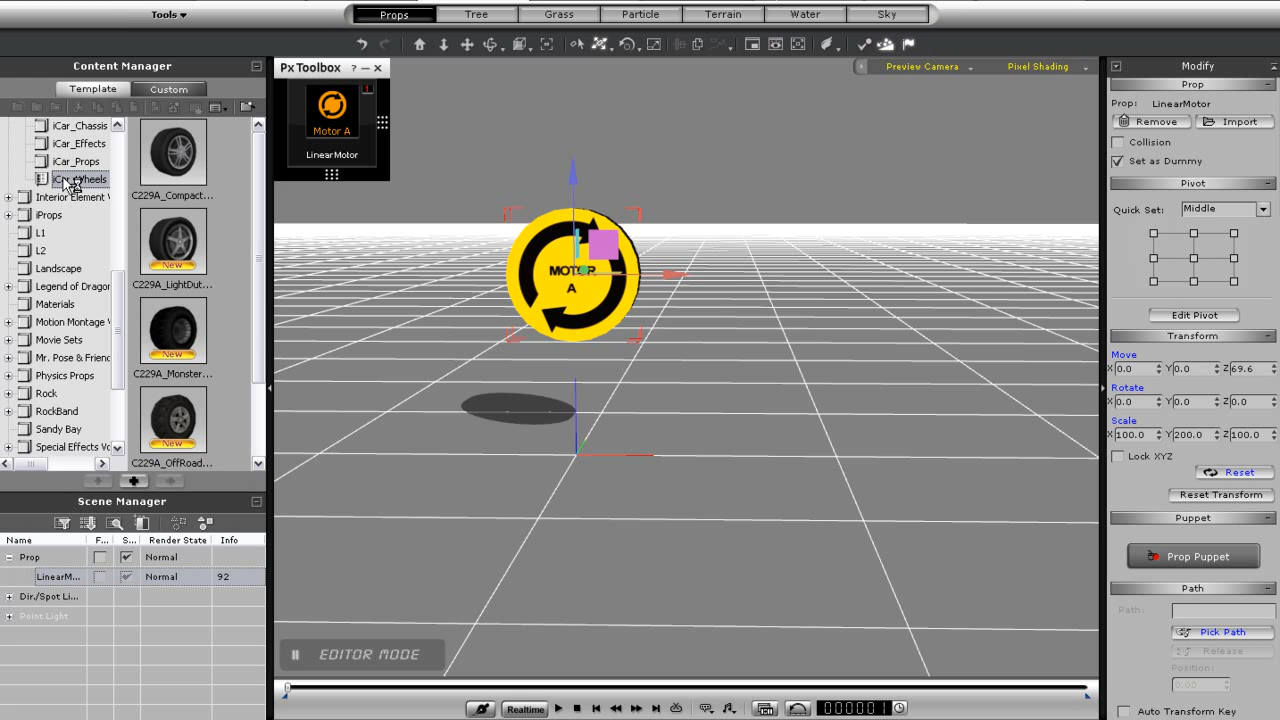 Tools
Props Tree Grass Particle Terrain Water Sky
Content Manager
Template Custom
iCar_Chassis
iCar_Effects
iCar_Props
Interior Element
iProps
L1
L2
Landscape
Legend of Dragor
Materials
Motion Montage
Movie Sets
Mr. Pose & Frienc
Physics Props
Rock
RockBand
Sandy Bay
Special Effects Vo
C229A_Compact...
New
C229A_LightDut...
New
C229A_Monster...
New
C229A_OffRoad...
Scene Manager
Name F... S... Render State Info
Prop Normal
LinearM... Normal 92
Dir./Spot Li...
Point Light
Px Toolbox ?
1
Motor A
LinearMotor
Preview Camera Pixel Shading
MOTOR
A
EDITOR MODE
Realtime
000001
Modify
Prop
Prop: LinearMotor
Remove Import
Collision
Set as Dummy
Pivot
Quick Set: Middle
Edit Pivot
Transform
Move
X 0.0 Y 0.0 Z 69.6
Rotate
X 0.0 Y 0.0 Z 0.0
Scale
X 100.0 Y 200.0 Z 100.0
Lock XYZ
Reset
Reset Transform
Puppet
Prop Puppet
Path
Path:
Pick Path
Release
Position:
0.00
Auto Transform Key